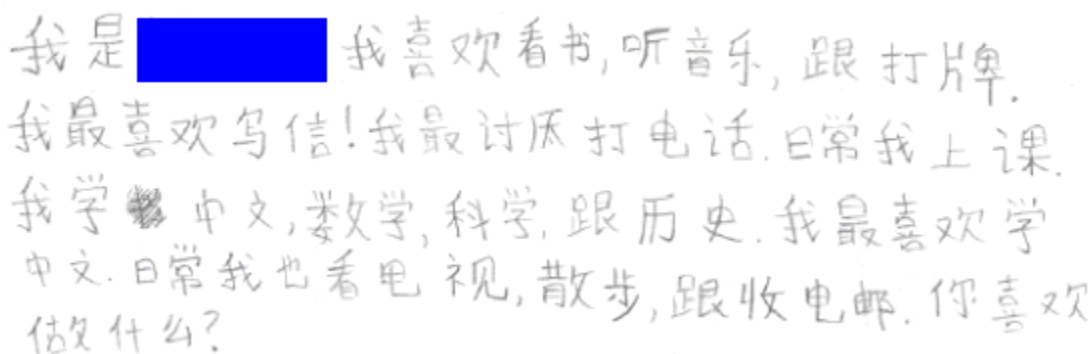 我是 我喜欢看书,听音乐,跟打牌.
我最喜欢写信!我最讨厌打电话.日常我上课.
我学 中文,数学,科学.跟历史.我最喜欢学
中文.日常我也看电视,散步,跟收电邮.你喜欢
做什么?